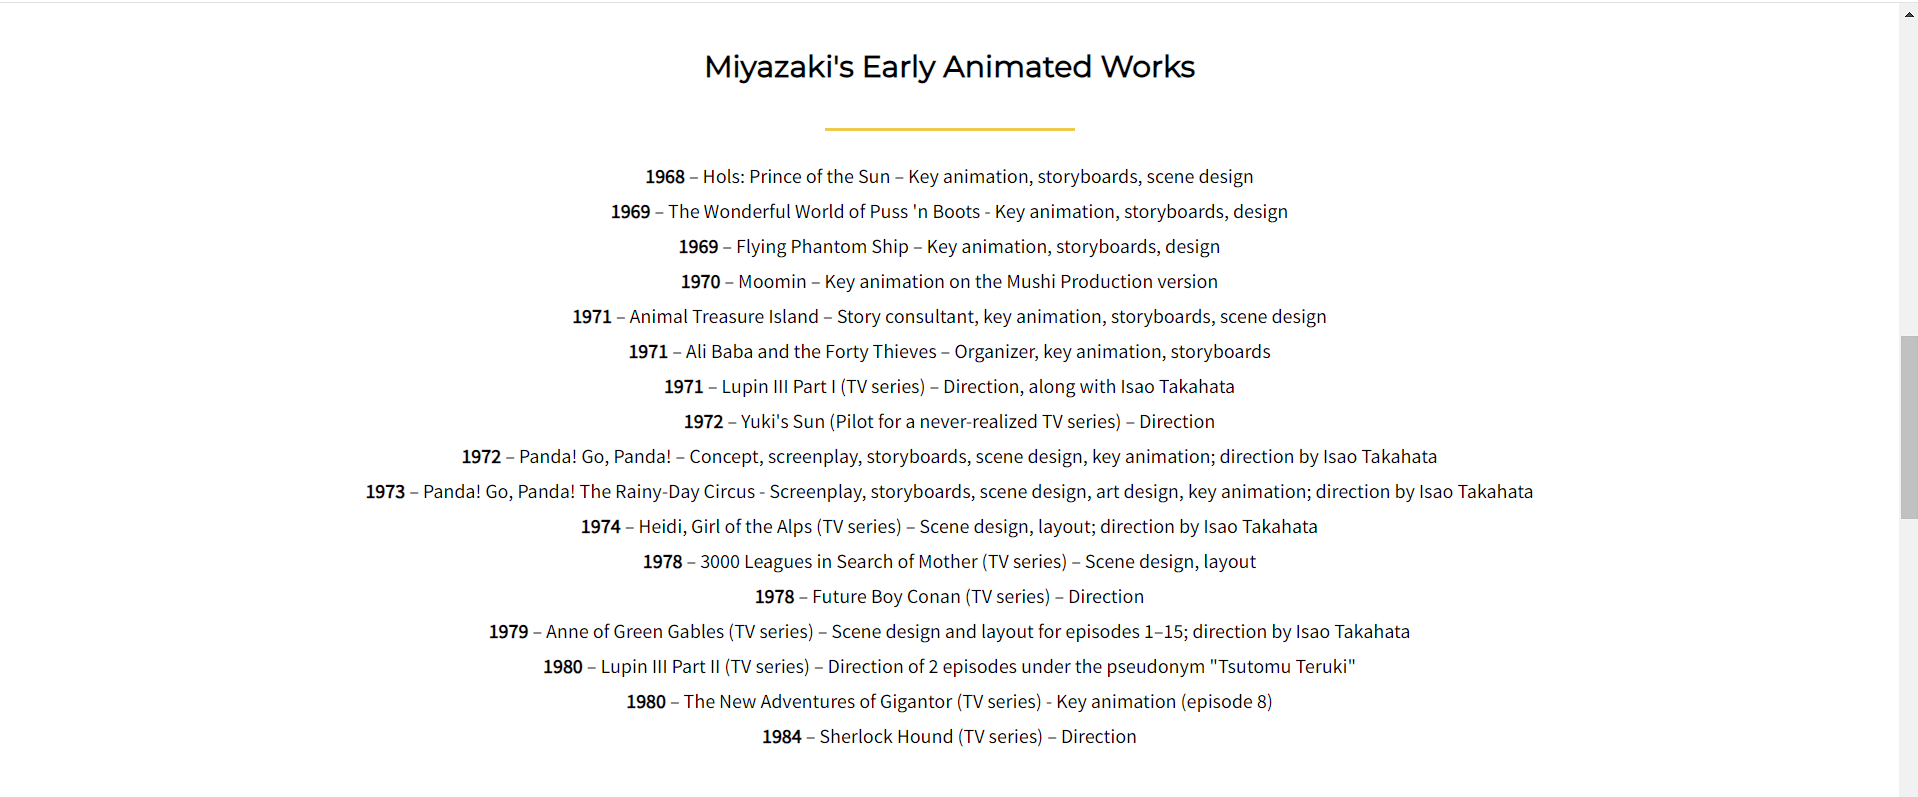 Miyazaki's Early Animated Works
1968 – Hols: Prince of the Sun – Key animation, storyboards, scene design
1969 – The Wonderful World of Puss 'n Boots - Key animation, storyboards, design
1969 – Flying Phantom Ship – Key animation, storyboards, design
1970 – Moomin – Key animation on the Mushi Production version
1971 – Animal Treasure Island – Story consultant, key animation, storyboards, scene design
1971 – Ali Baba and the Forty Thieves – Organizer, key animation, storyboards
1971 – Lupin III Part I (TV series) – Direction, along with Isao Takahata
1972 – Yuki's Sun (Pilot for a never-realized TV series) – Direction
1972 – Panda! Go, Panda! – Concept, screenplay, storyboards, scene design, key animation; direction by Isao Takahata
1973 – Panda! Go, Panda! The Rainy-Day Circus - Screenplay, storyboards, scene design, art design, key animation; direction by Isao Takahata
1974 – Heidi, Girl of the Alps (TV series) – Scene design, layout; direction by Isao Takahata
1978 – 3000 Leagues in Search of Mother (TV series) – Scene design, layout
1978 – Future Boy Conan (TV series) – Direction
1979 – Anne of Green Gables (TV series) – Scene design and layout for episodes 1–15; direction by Isao Takahata
1980 – Lupin III Part II (TV series) – Direction of 2 episodes under the pseudonym "Tsutomu Teruki"
1980 – The New Adventures of Gigantor (TV series) - Key animation (episode 8)
1984 – Sherlock Hound (TV series) – Direction